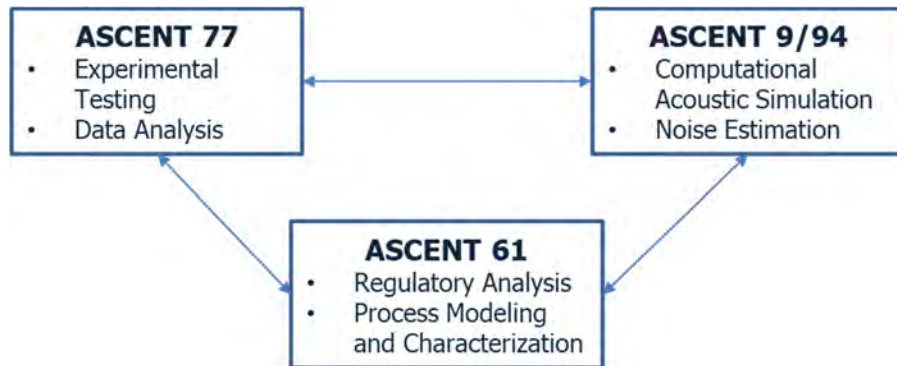 ASCENT 77
• Experimental
Testing
• Data Analysis
ASCENT 9/94
• Computational
Acoustic Simulation
• Noise Estimation
ASCENT 61
• Regulatory Analysis
• Process Modeling
and Characterization